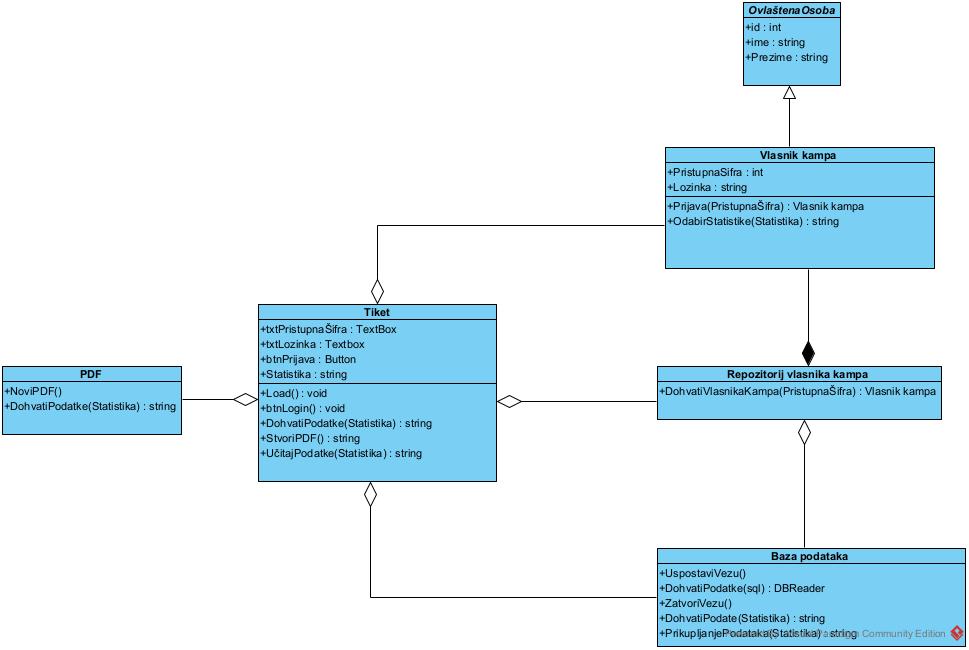 OvlaštenaOsoba
+id : int
+ime : string
+Prezime : string
Vlasnik kampa
+PristupnaSifra : int
+Lozinka : string
+Prijava(PristupnaŠifra) : Vlasnik kampa
+OdabirStatistike(Statistika) : string
Tiket
+txtPristupnaŠifra : TextBox
+txtLozinka : Textbox
+btnPrijava : Button
+Statistika : string
+Load() : void
+btnLogin() : void
+DohvatiPodatke(Statistika) : string
+StvoriPDF() : string
+UčitajPodatke(Statistika) : string
PDF
+NoviPDF()
+DohvatiPodatke(Statistika) : string
Repozitorij vlasnika kampa
+DohvatiVlasnikaKampa(PristupnaŠifra) : Vlasnik kampa
Baza podataka
+UspostaviVezu()
+DohvatiPodatke(sql) : DBReader
+ZatvoriVezu()
+DohvatiPodate(Statistika) : string
+PrikupljanjePodataka(Statistika) : string
Community Edition